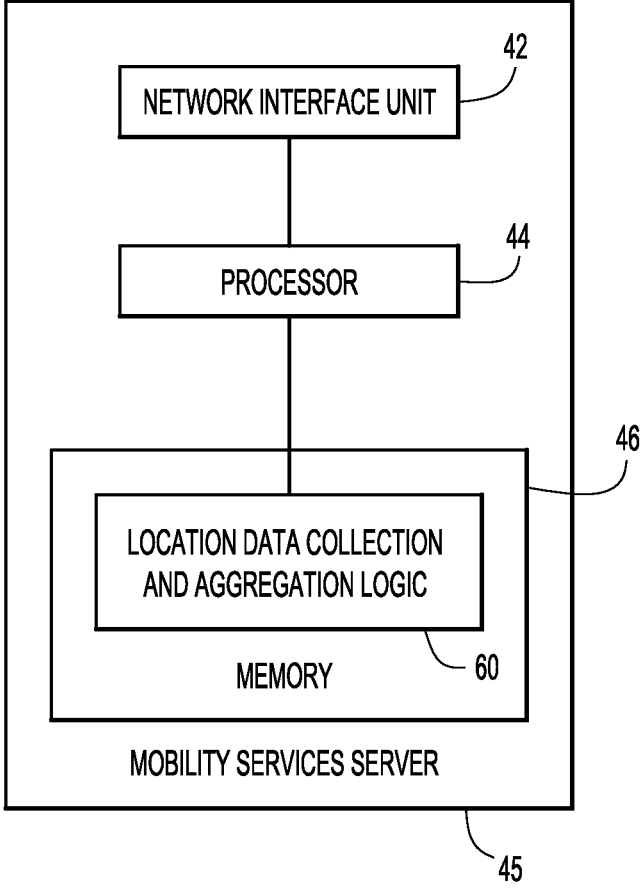 42
NETWORK INTERFACE UNIT
44
PROCESSOR
46
LOCATION DATA COLLECTION
AND AGGREGATION LOGIC
60
MEMORY
MOBILITY SERVICES SERVER
45